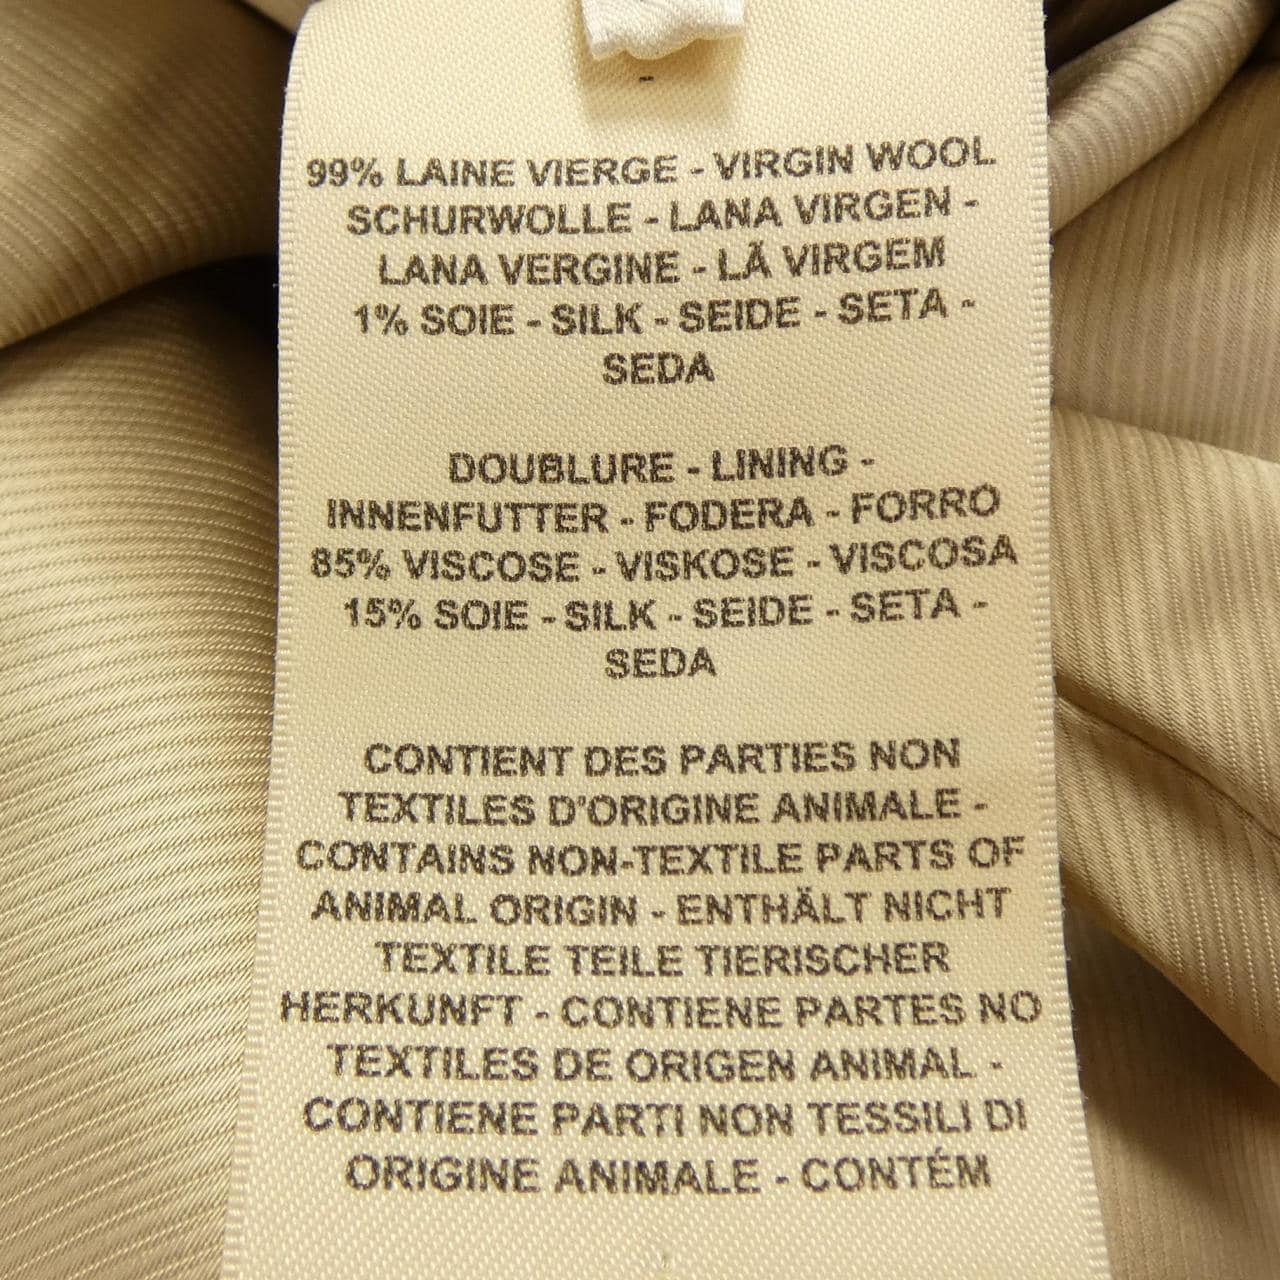 99% LAINE VIERGE - VIRGIN WOOL
SCHURWOLLE - LANA VIRGEN -
LANA VERGINE - LÃ VIRGEM
1% SOIE - SILK - SEIDE - SETA -
SEDA
DOUBLURE - LINING -
INNENFUTTER - FODERA - FORRO
85% VISCOSE - VISKOSE - VISCOSA
15% SOIE - SILK - SEIDE - SETA -
SEDA
CONTIENT DES PARTIES NON
TEXTILES D'ORIGINE ANIMALE -
CONTAINS NON-TEXTILE PARTS OF
ANIMAL ORIGIN - ENTHÄLT NICHT
TEXTILE TEILE TIERISCHER
HERKUNFT - CONTIENE PARTES NO
TEXTILES DE ORIGEN ANIMAL -
CONTIENE PARTI NON TESSILI DI
ORIGINE ANIMALE - CONTÉM